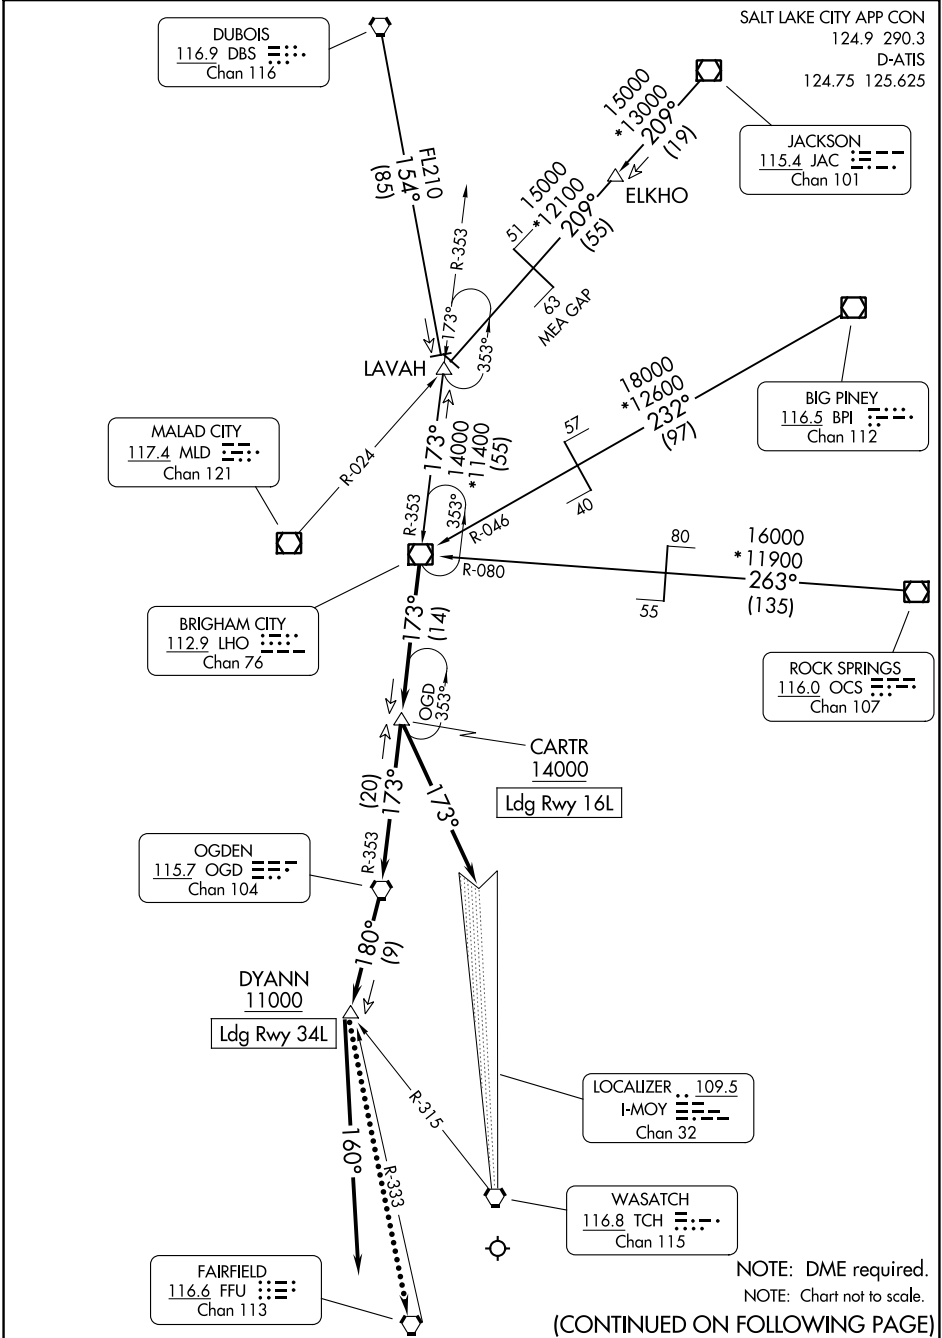 SALT LAKE CITY APP CON
124.9 290.3
D-ATIS
124.75 125.625
DUBOIS
116.9 DBS
Chan 116
JACKSON
115.4 JAC
Chan 101
15000
*13000
209°
(19)
ELKHO
FL210
154°
(85)
15000
*12100
209°
(55)
51
63
MEA GAP
R-353
173°
353°
LAVAH
BIG PINEY
116.5 BPI
Chan 112
18000
*12600
232°
(97)
57
40
R-046
MALAD CITY
117.4 MLD
Chan 121
R-024
173°
14000
*11400
(55)
R-353
353°
R-080
80
55
16000
*11900
263°
(135)
BRIGHAM CITY
112.9 LHO
Chan 76
ROCK SPRINGS
116.0 OCS
Chan 107
173°
(14)
OGD
353°
CARTR
14000
Ldg Rwy 16L
(20)
173°
R-353
173°
OGDEN
115.7 OGD
Chan 104
180°
(9)
DYANN
11000
Ldg Rwy 34L
R-315
160°
R-333
LOCALIZER 109.5
I-MOY
Chan 32
WASATCH
116.8 TCH
Chan 115
FAIRFIELD
116.6 FFU
Chan 113
NOTE: DME required.
NOTE: Chart not to scale.
(CONTINUED ON FOLLOWING PAGE)